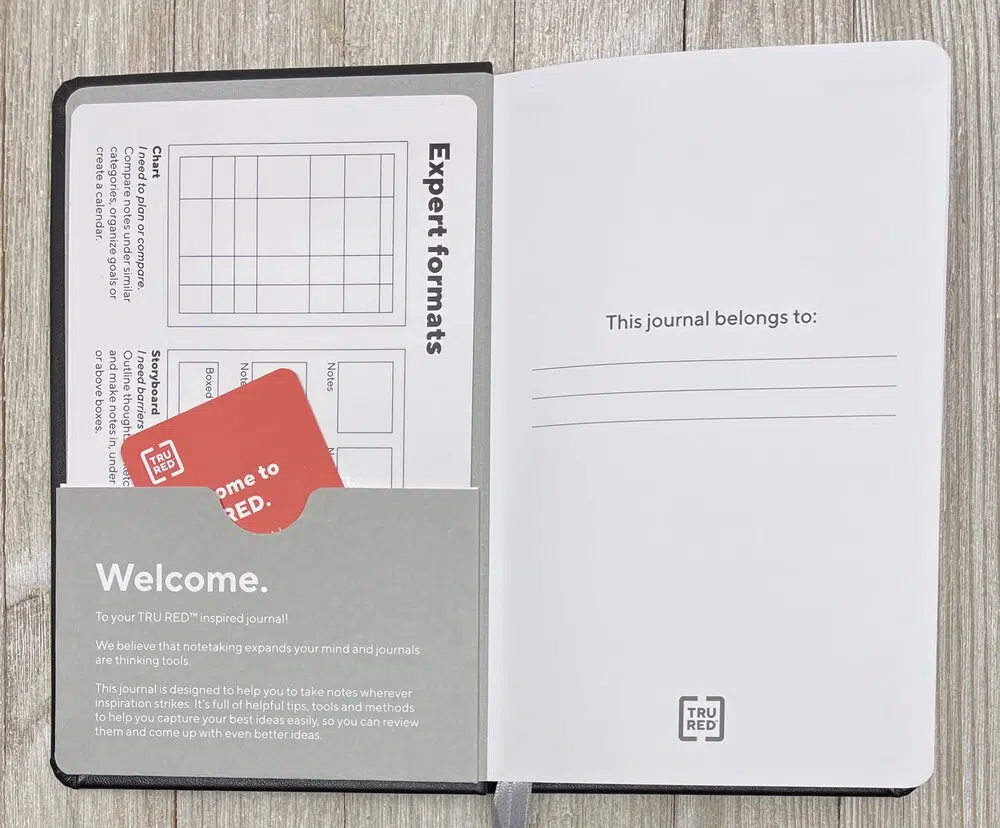 Expert formats
Chart
I need to plan or compare.
Compare notes under similar
categories, organize goals or
create a calendar.
Storyboard
I need barriers
Outline
and make notes in, under
or above boxes.
Notes
Boxed
TRU
RED
to
RED.
Welcome.
To your TRU RED™ inspired journal!
We believe that notetaking expands your mind and journals
are thinking tools.
This journal is designed to help you to take notes wherever
inspiration strikes. It's full of helpful tips, tools and methods
to help you capture your best ideas easily, so you can review
them and come up with even better ideas.
This journal belongs to:
TRU
RED™